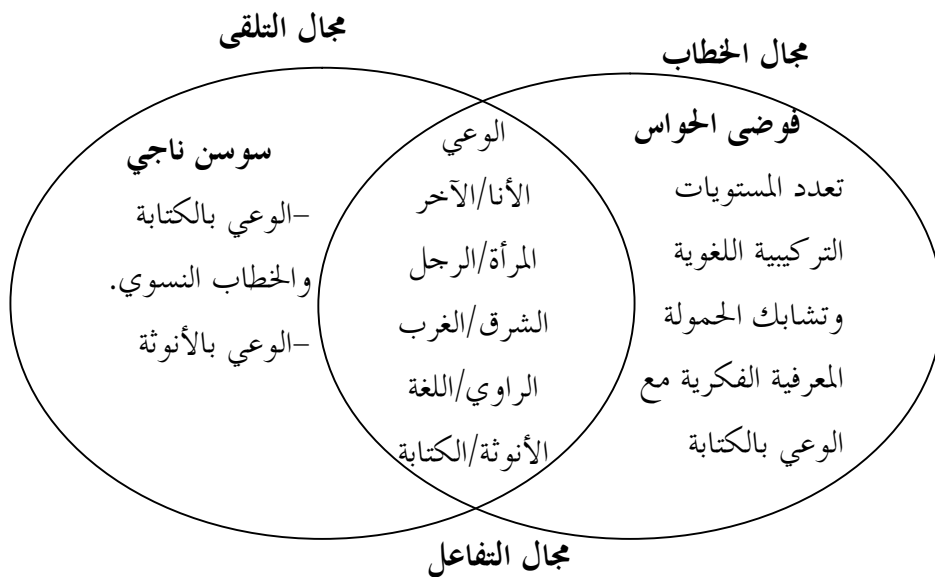 مجال الخطاب
مجال التلقى
فوضى الحواس
تعدد المستويات
التركيبية اللغوية
وتشابك الحمولة
المعرفية الفكرية مع
الوعي بالكتابة
الوعي
الأنا/الآخر
المرأة/الرجل
الشرق/الغرب
الراوي/اللغة
الأنوثة/الكتابة
سوسن ناجي
–الوعي بالكتابة
والخطاب النسوي.
–الوعي بالأنوثة
مجال التفاعل